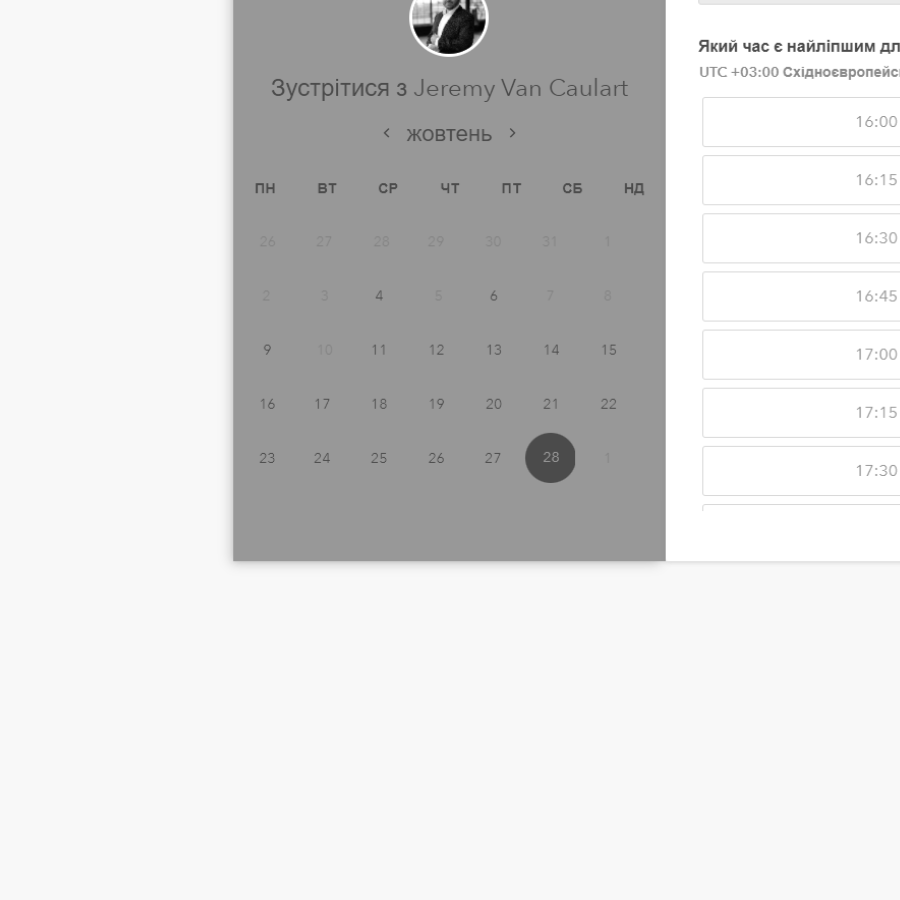 Зустрітися з Jeremy Van Caulart
жовтень
ПН ВТ СР ЧТ ПТ СБ НД
26 27 28 29 30 31 1
2 3 4 5 6 7 8
9 10 11 12 13 14 15
16 17 18 19 20 21 22
23 24 25 26 27 28 1
Який час є найліпшим дл
UTC +03:00 Східноєвропейс
16:00
16:15
16:30
16:45
17:00
17:15
17:30